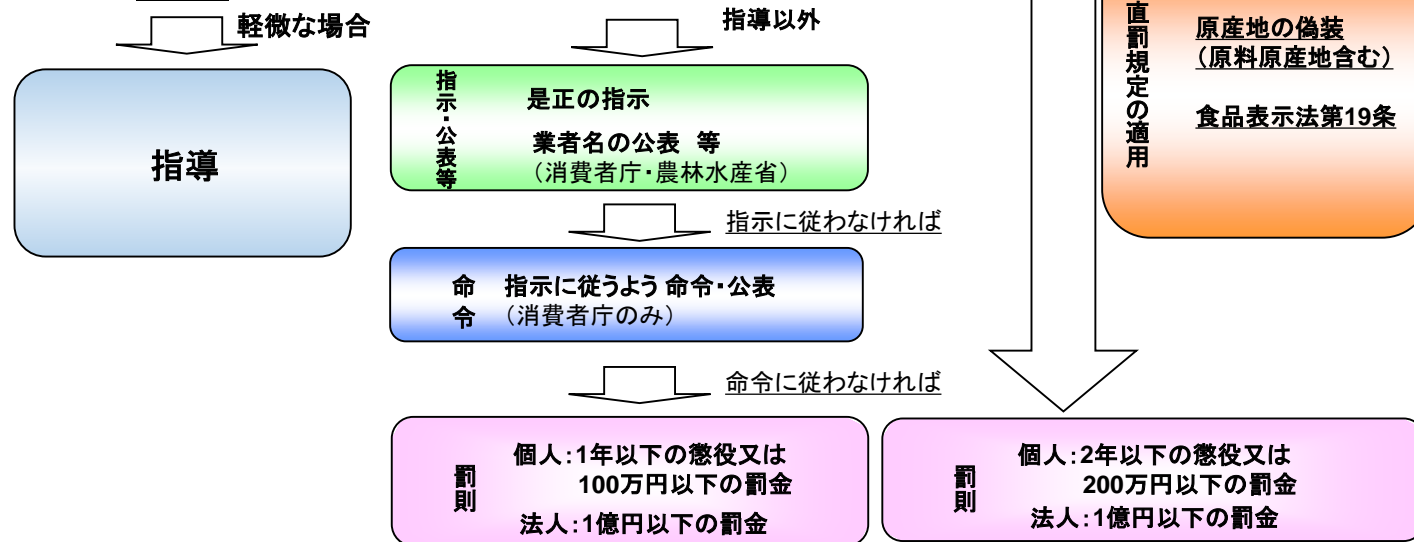 軽微な場合
指導以外
指導
指示・公表等
是正の指示
業者名の公表 等
（消費者庁・農林水産省）
指示に従わなければ
命令
指示に従うよう 命令・公表
（消費者庁のみ）
命令に従わなければ
罰則
個人：1年以下の懲役又は
100万円以下の罰金
法人：1億円以下の罰金
直罰規定の適用
原産地の偽装
（原料原産地含む）
食品表示法第19条
罰則
個人：2年以下の懲役又は
200万円以下の罰金
法人：1億円以下の罰金